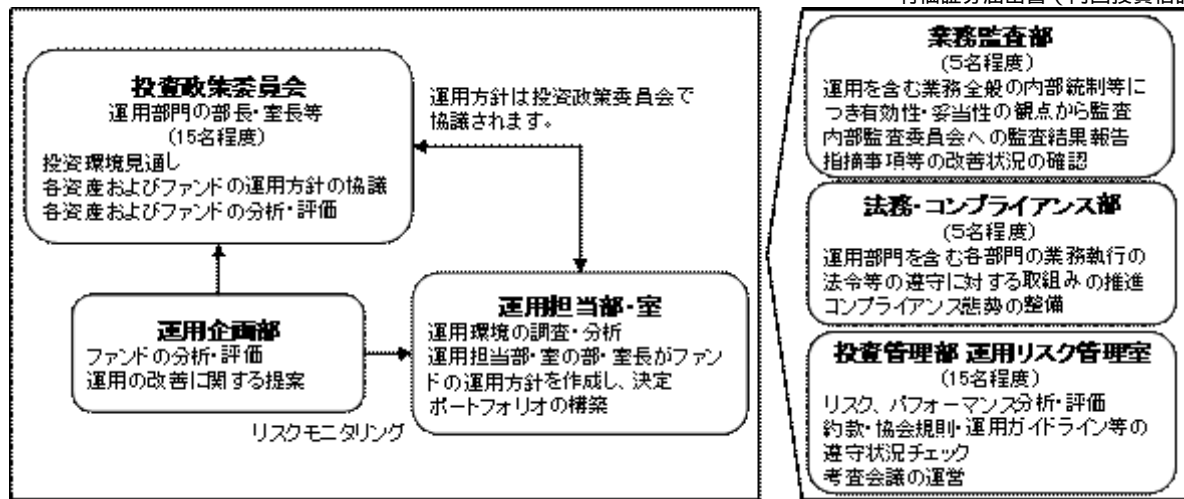 投資政策委員会
運用部門の部長・室長等
(15名程度)
投資環境見通し
各資産およびファンドの運用方針の協議
各資産およびファンドの分析・評価
運用方針は投資政策委員会で
協議されます。
運用企画部
ファンドの分析・評価
運用の改善に関する提案
リスクモニタリング
運用担当部・室
運用環境の調査・分析
運用担当部・室の部・室長がファン
ドの運用方針を作成し、決定
ポートフォリオの構築
業務監査部
(5名程度)
運用を含む業務全般の内部統制等に
つき有効性・妥当性の観点から監査
内部監査委員会への監査結果報告
指摘事項等の改善状況の確認
法務・コンプライアンス部
(5名程度)
運用部門を含む各部門の業務執行の
法令等の遵守に対する取組みの推進
コンプライアンス態勢の整備
投資管理部 運用リスク管理室
(15名程度)
リスク、パフォーマンス分析・評価
約款・協会規則・運用ガイドライン等の
遵守状況チェック
考査会議の運営